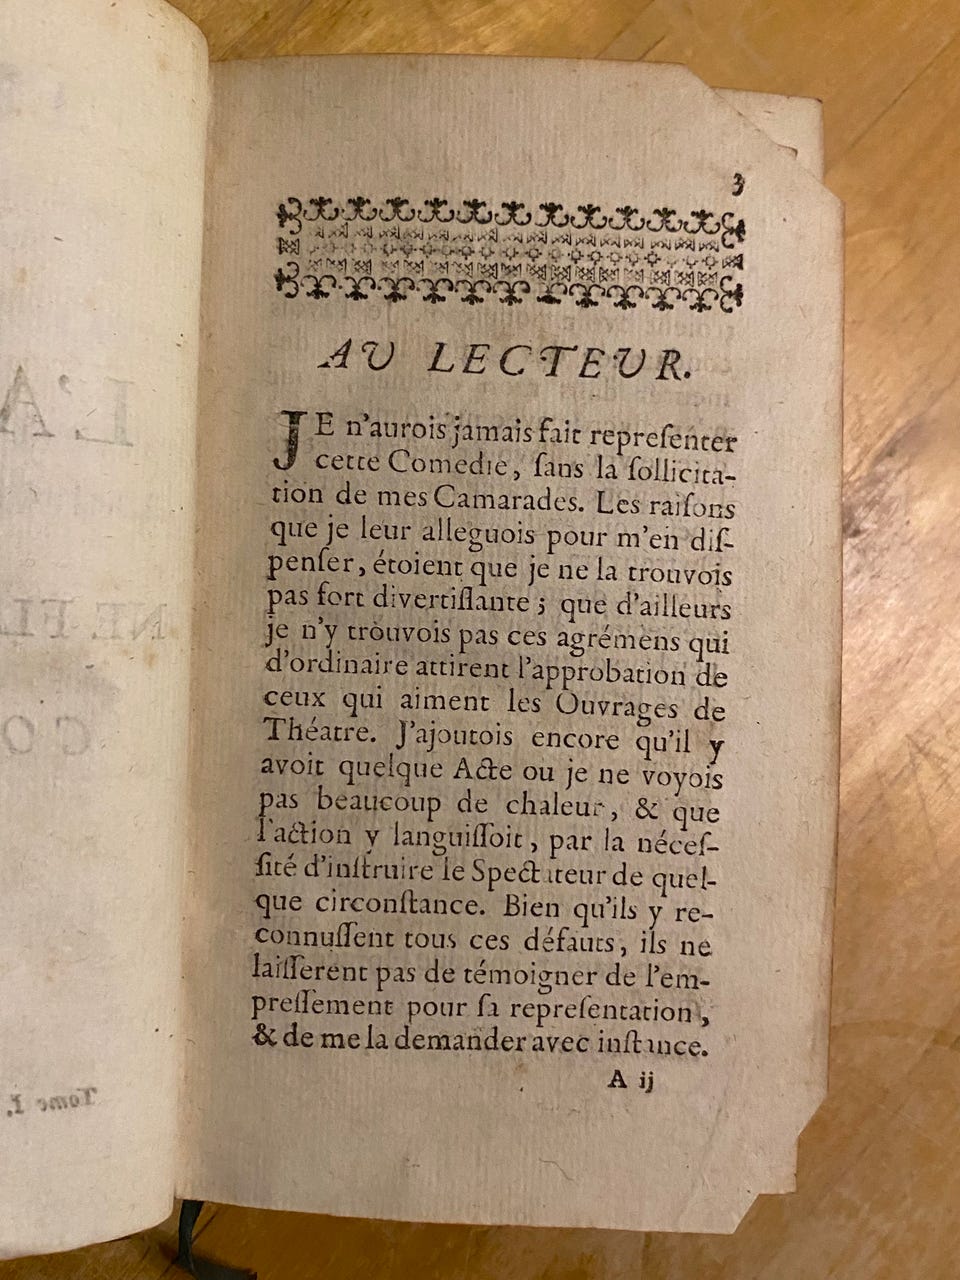 3
AU LECTEUR.
JE n'aurois jamais fait repreſenter
cette Comedie, ſans la ſollicita-
tion de mes Camarades. Les raiſons
que je leur alleguois pour m'en diſ-
penſer, étoient que je ne la trouvois
pas fort divertiſſante; que d'ailleurs
je n'y trouvois pas ces agrémens qui
d'ordinaire attirent l'approbation de
ceux qui aiment les Ouvrages de
Théatre. J'ajoutois encore qu'il y
avoit quelque Acte ou je ne voyois
pas beaucoup de chaleur, & que
l'action y languiſſoit, par la néceſ-
ſité d'inſtruire le Spectateur de quel-
que circonſtance. Bien qu'ils y re-
connuſſent tous ces défauts, ils ne
laiſſerent pas de témoigner de l'em-
preſſement pour ſa repreſentation,
& de me la demander avec inſtance.
A ij
Tome I.